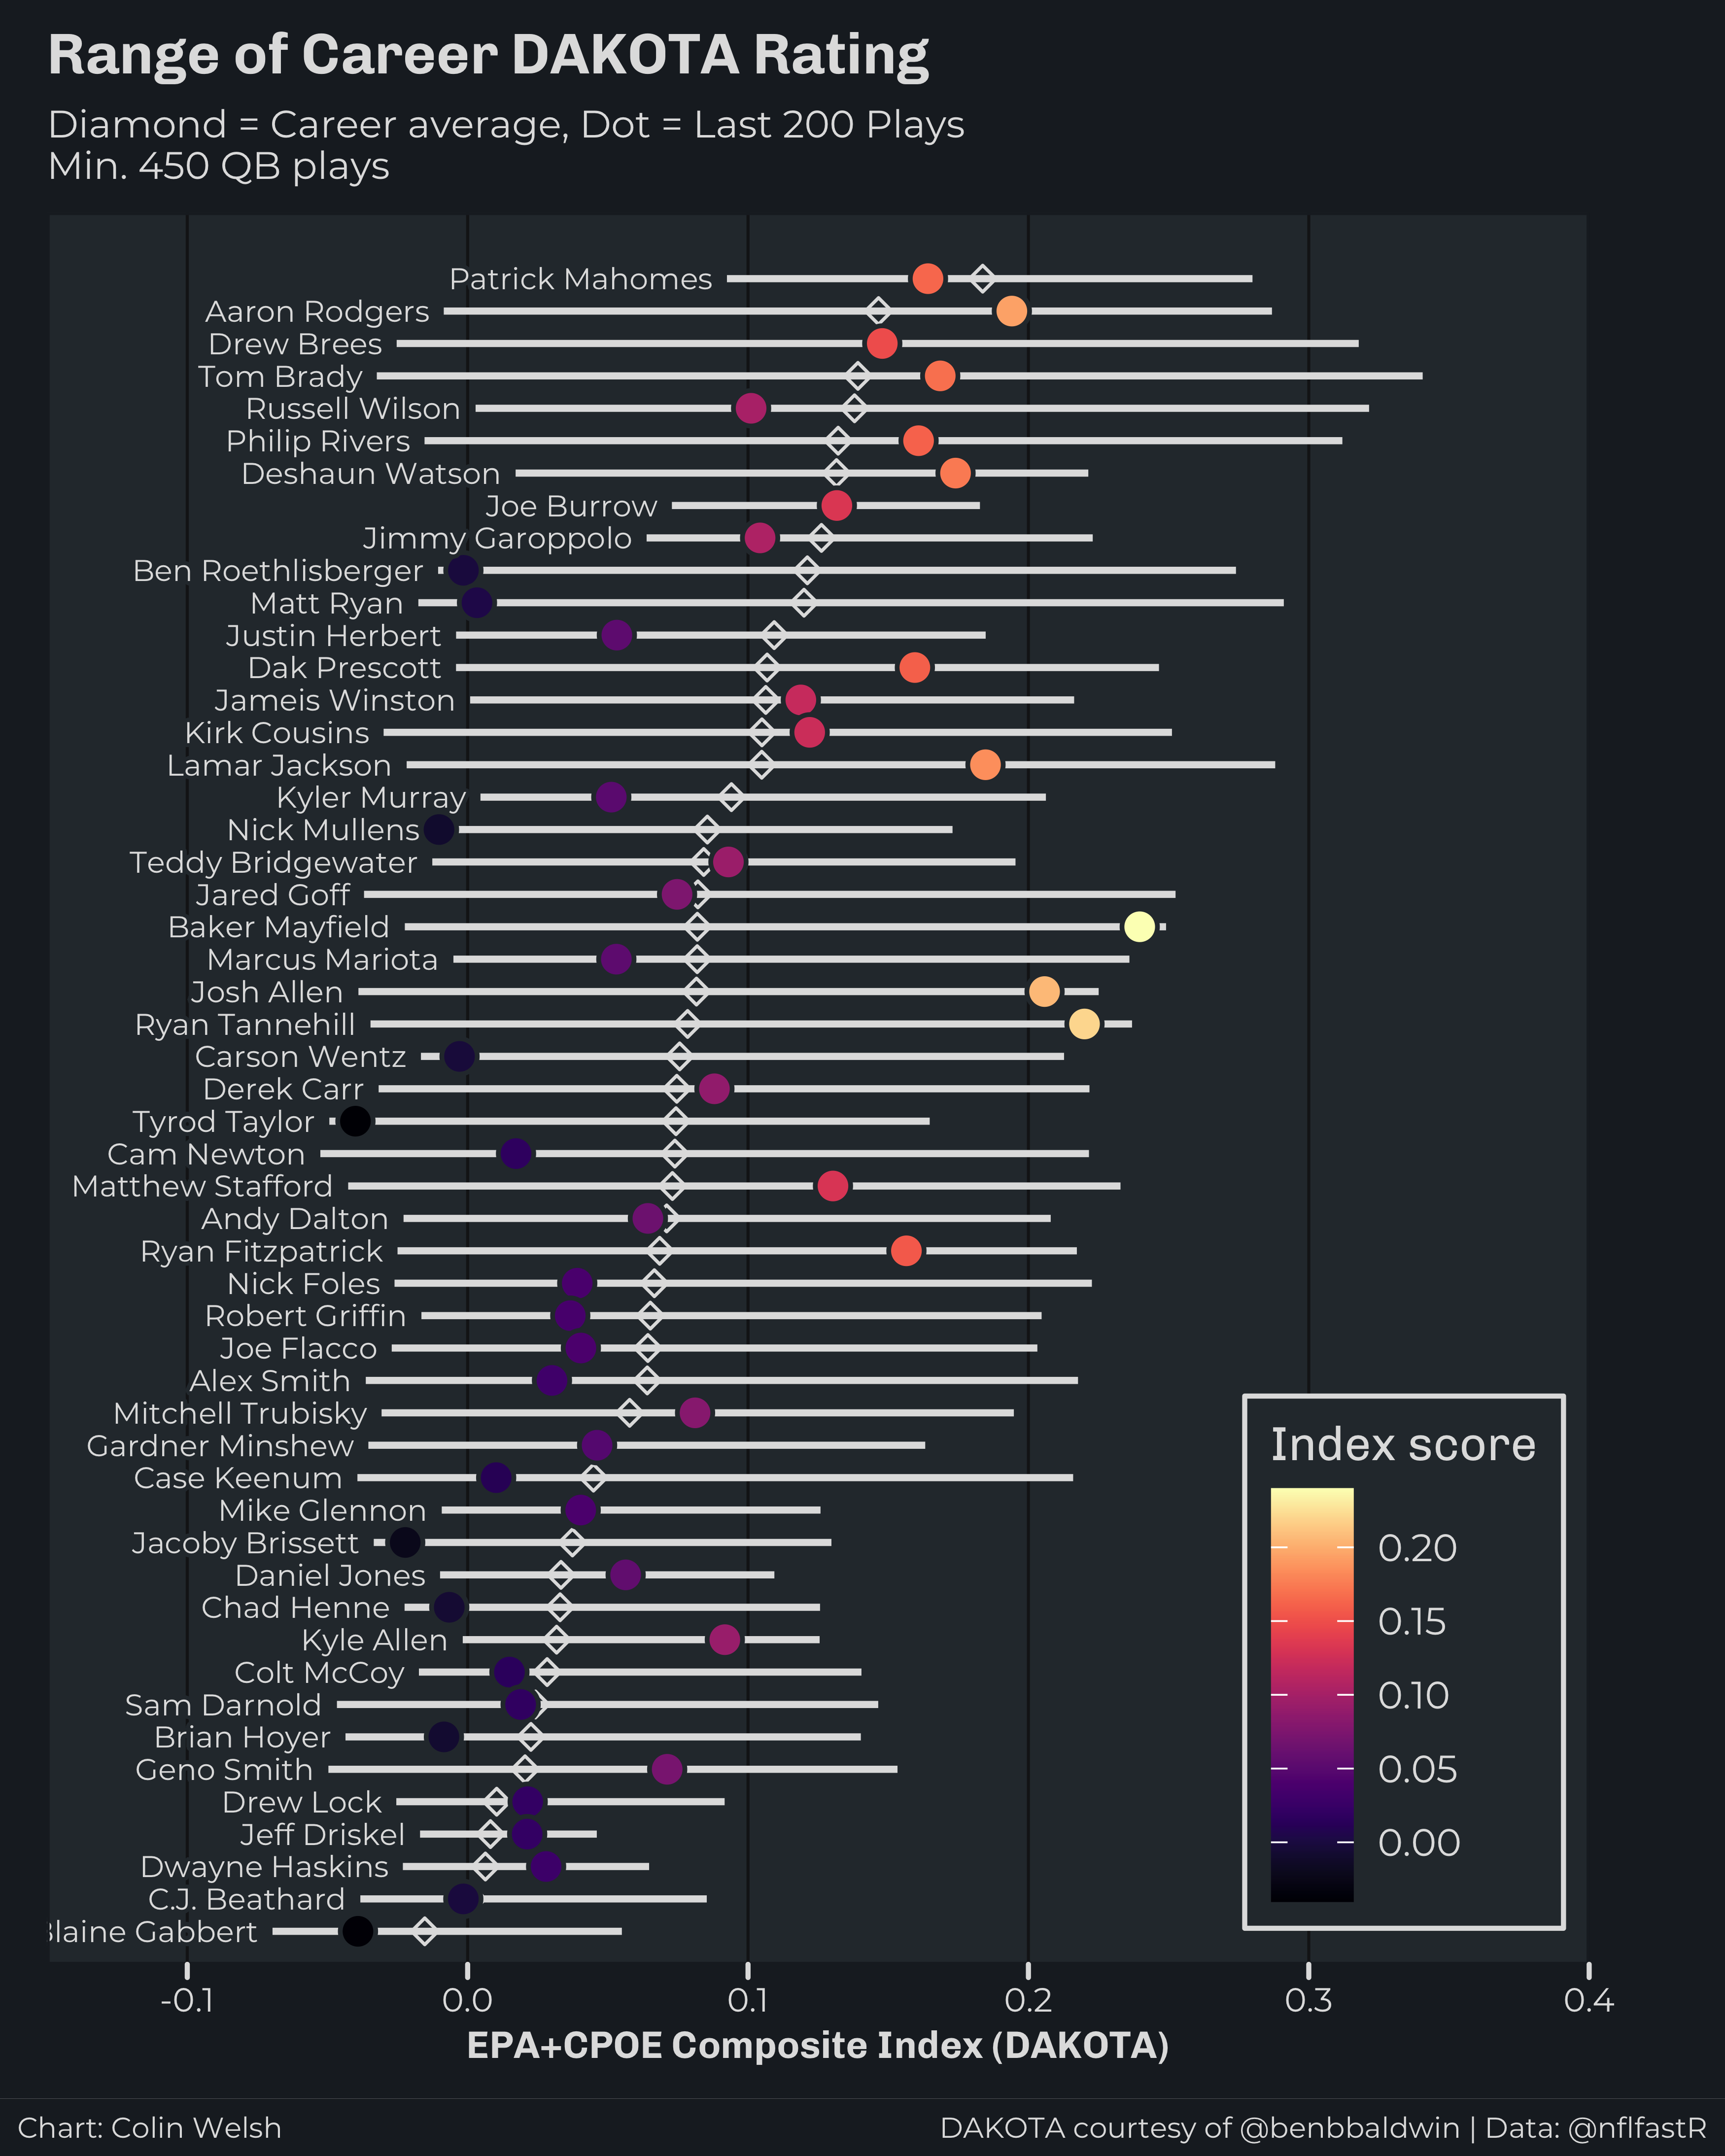 Range of Career DAKOTA Rating
Diamond = Career average, Dot = Last 200 Plays
Min. 450 QB plays
Patrick Mahomes
Aaron Rodgers
Drew Brees
Tom Brady
Russell Wilson
Philip Rivers
Deshaun Watson
Joe Burrow
Jimmy Garoppolo
Ben Roethlisberger
Matt Ryan
Justin Herbert
Dak Prescott
Jameis Winston
Kirk Cousins
Lamar Jackson
Kyler Murray
Nick Mullens
Teddy Bridgewater
Jared Goff
Baker Mayfield
Marcus Mariota
Josh Allen
Ryan Tannehill
Carson Wentz
Derek Carr
Tyrod Taylor
Cam Newton
Matthew Stafford
Andy Dalton
Ryan Fitzpatrick
Nick Foles
Robert Griffin
Joe Flacco
Alex Smith
Mitchell Trubisky
Gardner Minshew
Case Keenum
Mike Glennon
Jacoby Brissett
Daniel Jones
Chad Henne
Kyle Allen
Colt McCoy
Sam Darnold
Brian Hoyer
Geno Smith
Drew Lock
Jeff Driskel
Dwayne Haskins
C.J. Beathard
Gabbert
Index score
0.20
0.15
0.10
0.05
0.00
-0.1 0.0 0.1 0.2 0.3 0.4
EPA+CPOE Composite Index (DAKOTA)
Chart: Colin Welsh
DAKOTA courtesy of @benbbaldwin | Data: @nflfastR